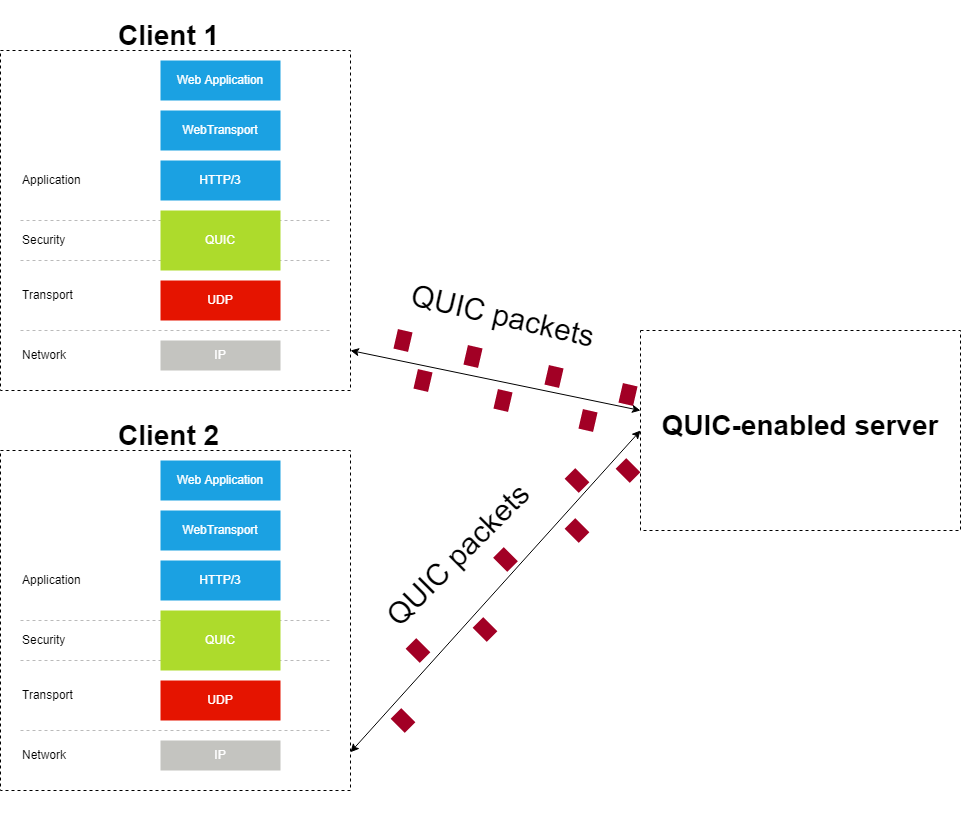 Client 1
Web Application
WebTransport
Application
HTTP/3
Security
QUIC
Transport
UDP
Network
IP
QUIC packets
QUIC-enabled server
Client 2
Web Application
WebTransport
Application
HTTP/3
Security
QUIC
Transport
UDP
Network
IP
QUIC packets